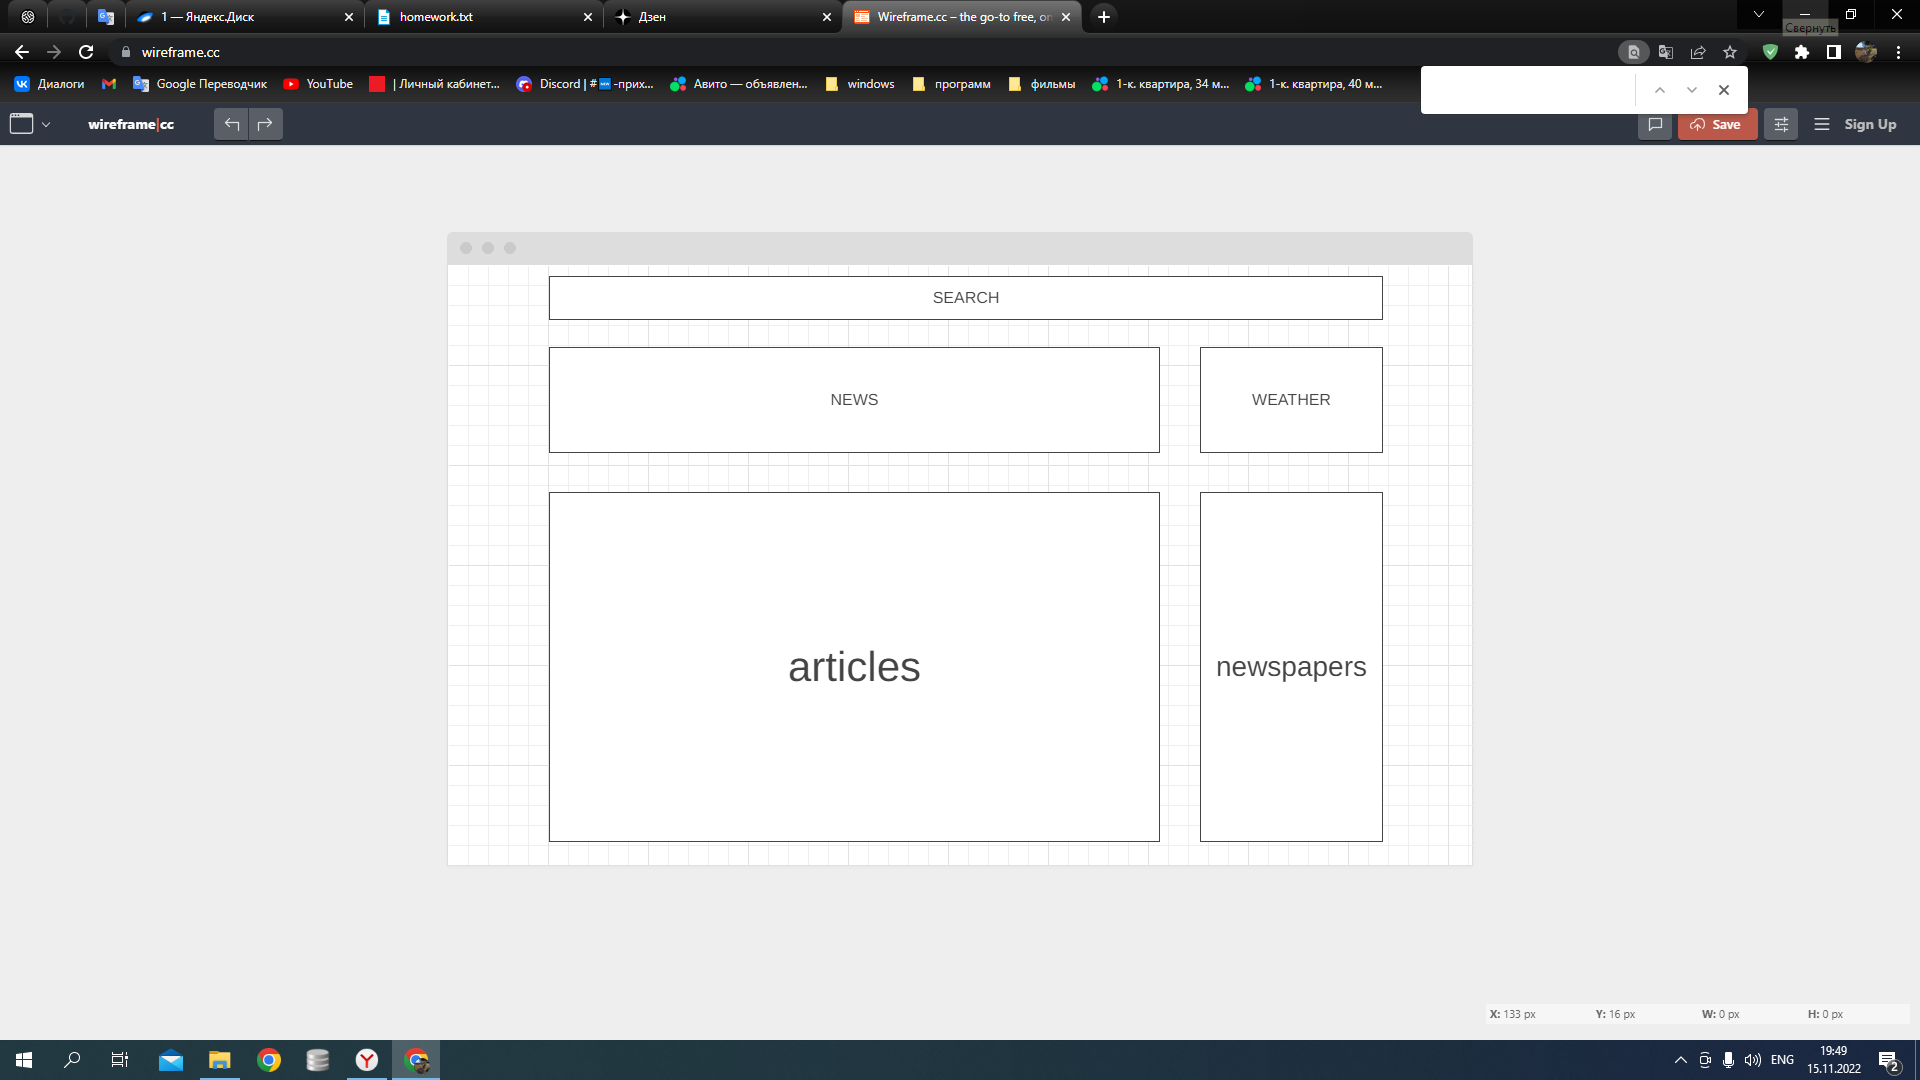 1 — Яндекс.Диск
homework.txt
Дзен
Wireframe.cc – the go-to free, on
Свернуть
wireframe.cc
Диалоги
Google Переводчик
YouTube
| Личный кабинет...
Discord | #
-прих...
Авито — объявлен...
windows
программ
фильмы
1-к. квартира, 34 м...
1-к. квартира, 40 м...
wireframe|cc
Save
Sign Up
SEARCH
NEWS
WEATHER
articles
newspapers
X: 133 px
Y: 16 px
W: 0 px
H: 0 px
ENG
19:49
15.11.2022
2